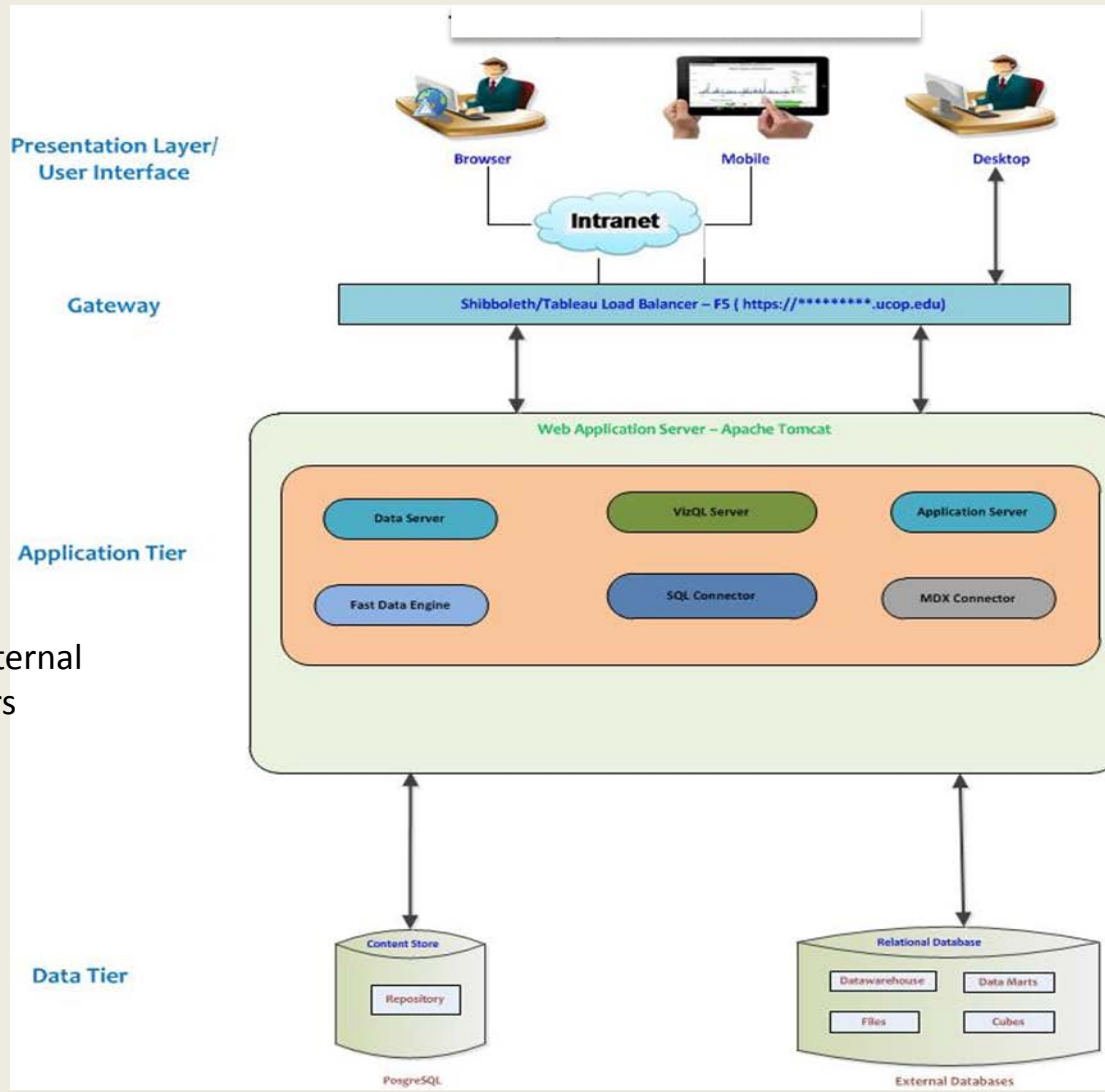 Presentation Layer/
User Interface
Browser
Mobile
Desktop
Intranet
Gateway
Shibboleth/Tableau Load Balancer – F5 ( https://*********.ucop.edu)
Web Application Server – Apache Tomcat
Application Tier
Data Server
VizQL Server
Application Server
Fast Data Engine
SQL Connector
MDX Connector
ternal
rs
Data Tier
Content Store
Repository
PosgreSQL
Relational Database
Datawarehouse
Data Marts
Files
Cubes
External Databases